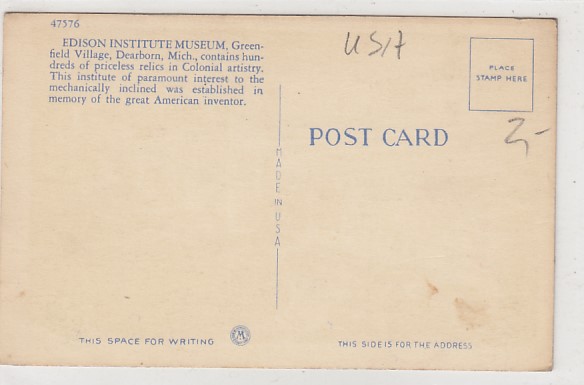 47576
EDISON INSTITUTE MUSEUM, Green-
field Village, Dearborn, Mich., contains hun-
dreds of priceless relics in Colonial artistry.
This institute of paramount interest to the
mechanically inclined was established in
memory of the great American inventor.
USA
PLACE
STAMP HERE
2,-
POST CARD
MADE IN USA
THIS SPACE FOR WRITING
THIS SIDE IS FOR THE ADDRESS